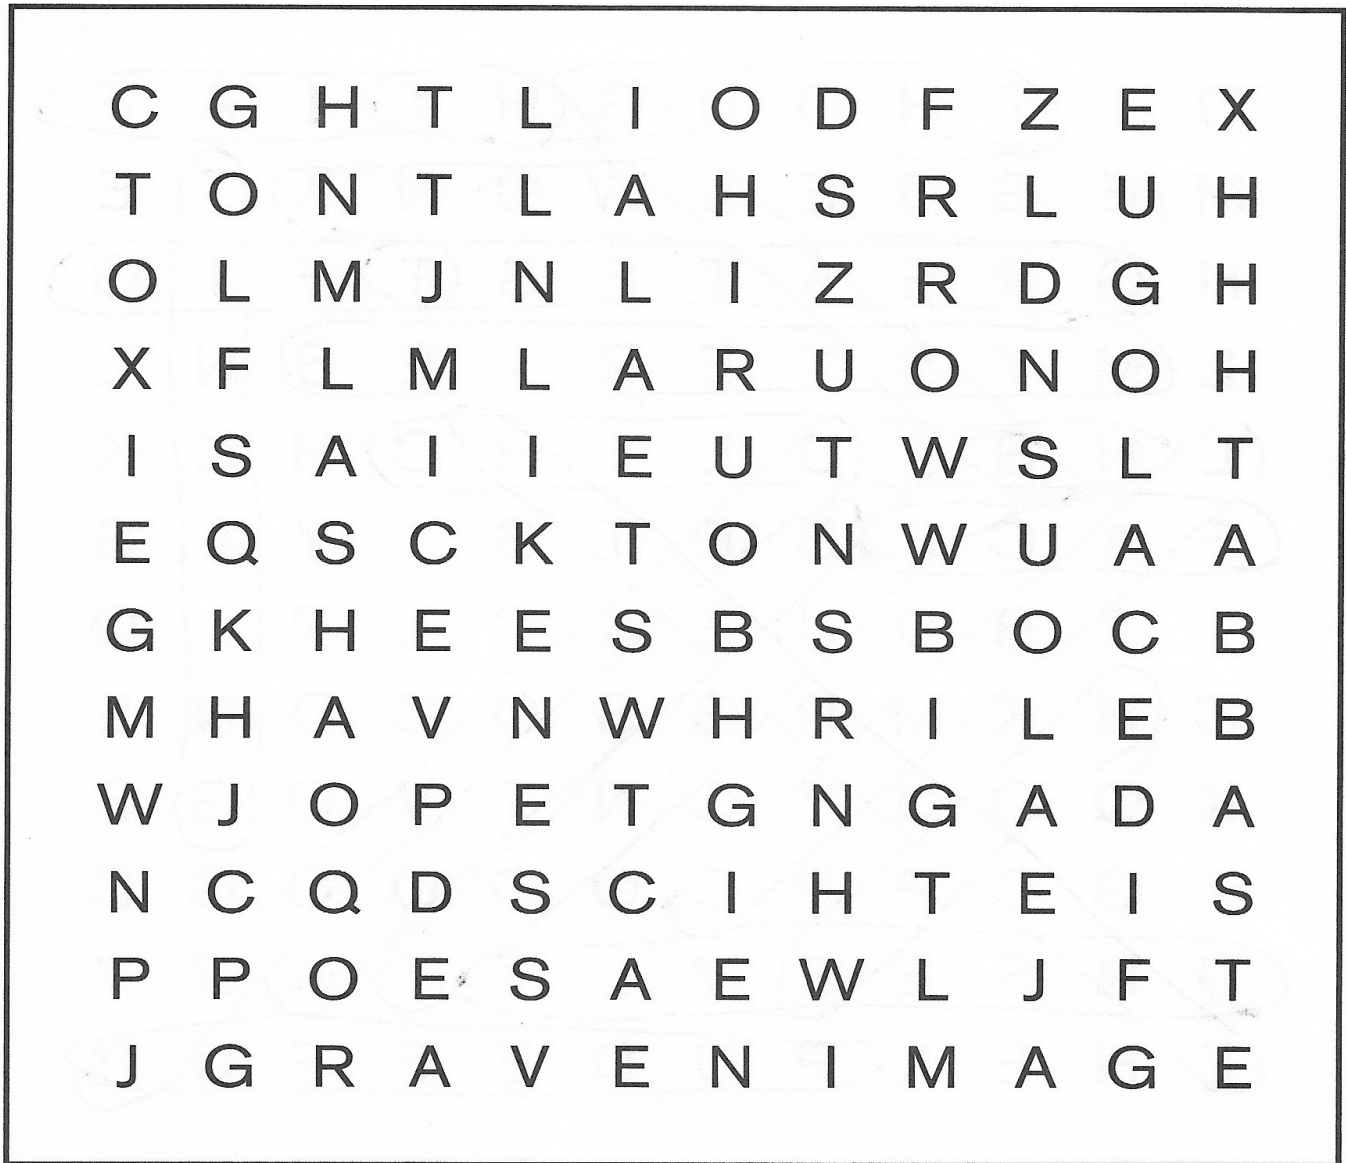 C G H T L I O D F Z E X
T O N T L A H S R L U H
O L M J N L I Z R D G H
X F L M L A R U O N O H
I S A I I E U T W S L T
E Q S C K T O N W U A A
G K H E E S B S B O C B
M H A V N W H R I L E B
W J O P E T G N G A D A
N C Q D S C I H T E I S
P P O E S A E W L J F T
J G R A V E N I M A G E